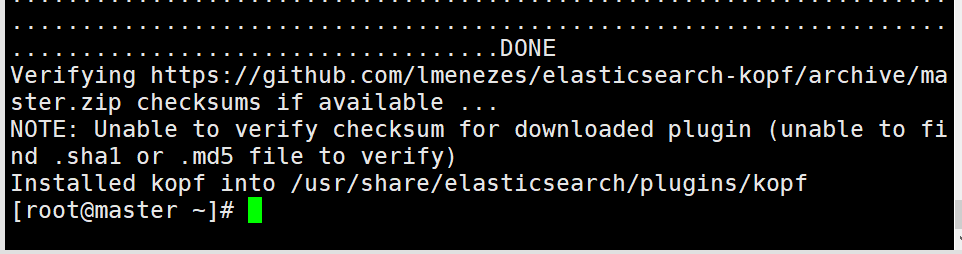 ................................................................................
................................................................................
.........................................DONE
Verifying https://github.com/lmenezes/elasticsearch-kopf/archive/ma
ster.zip checksums if available ...
NOTE: Unable to verify checksum for downloaded plugin (unable to fi
nd .sha1 or .md5 file to verify)
Installed kopf into /usr/share/elasticsearch/plugins/kopf
[root@master ~]#